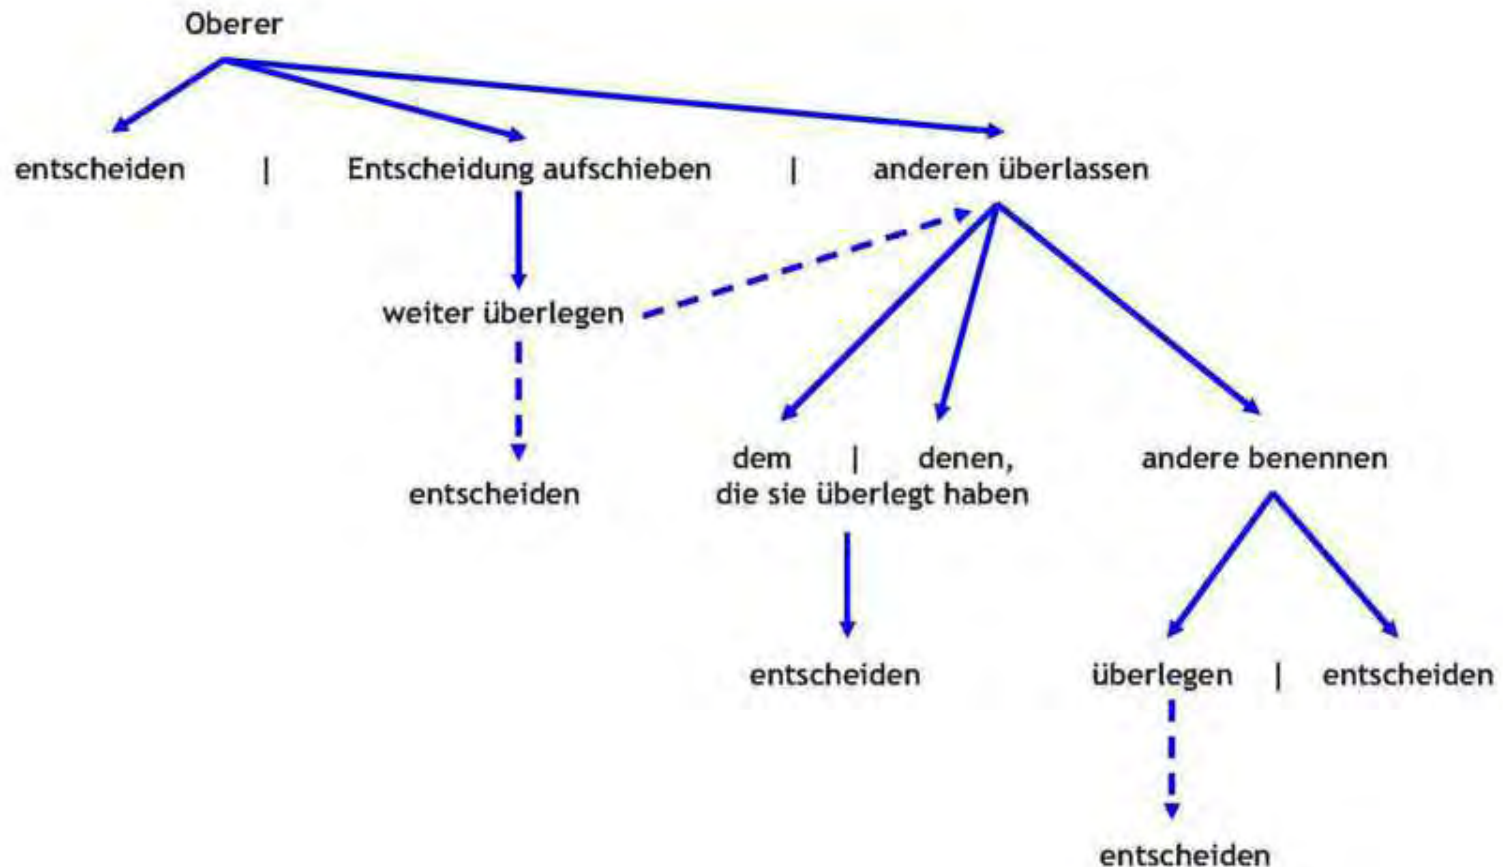 Oberer
entscheiden | Entscheidung aufschieben | anderen überlassen
weiter überlegen
dem | denen, andere benennen
entscheiden die sie überlegt haben
entscheiden überlegen | entscheiden
entscheiden